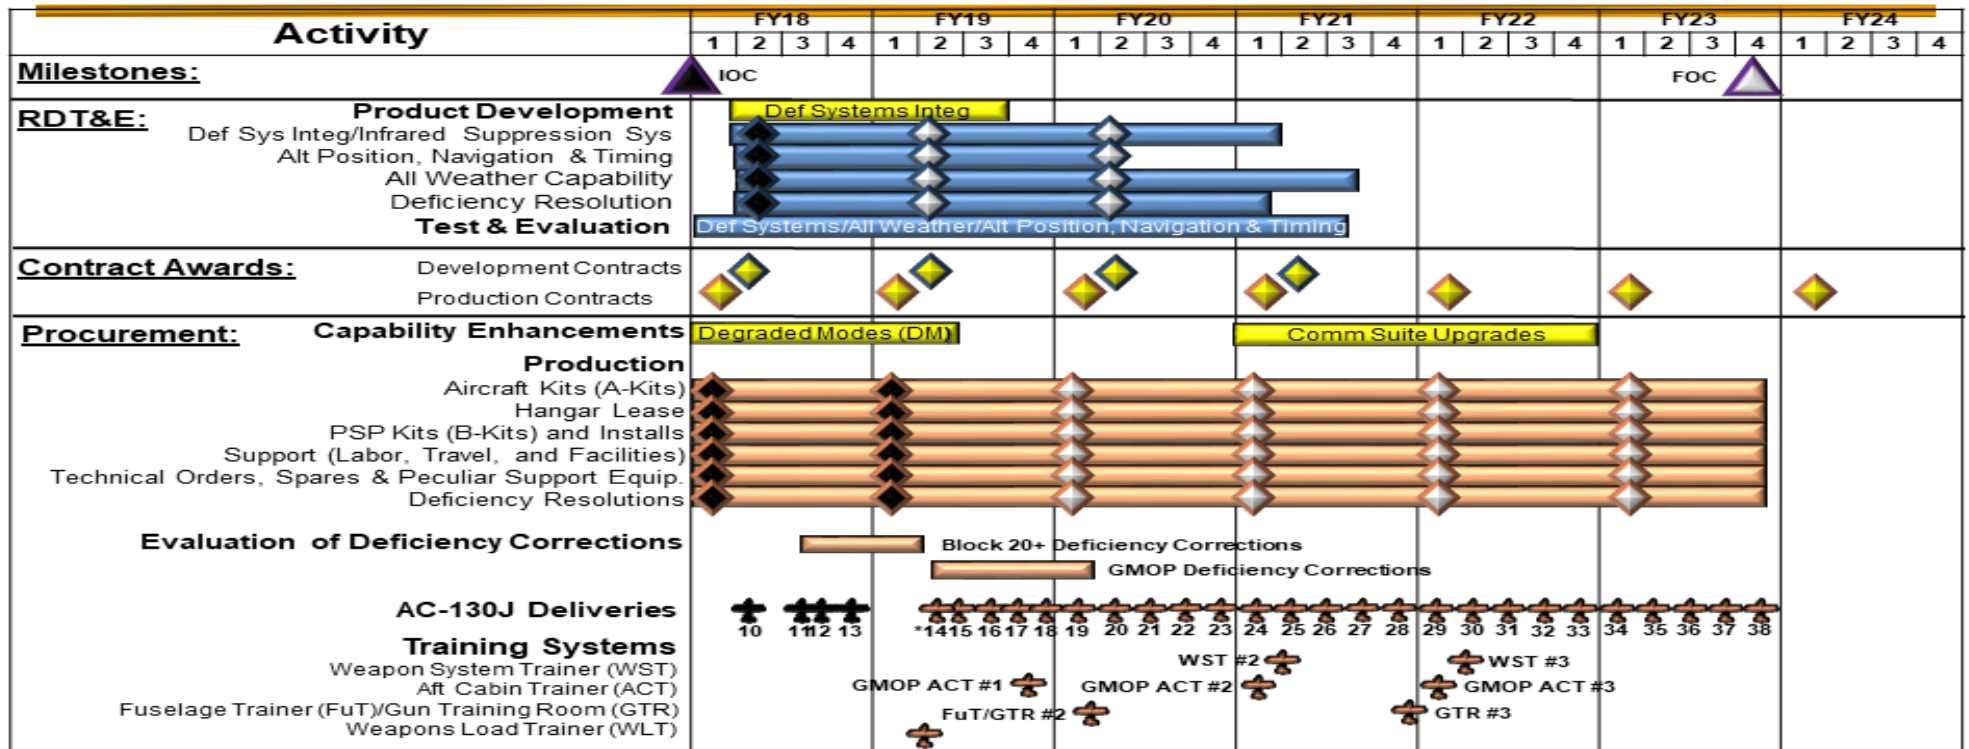 Activity FY18 FY19 FY20 FY21 FY22 FY23 FY24
1 2 3 4 1 2 3 4 1 2 3 4 1 2 3 4 1 2 3 4 1 2 3 4 1 2 3 4
Milestones: IOC FOC
RDT&E: Product Development Def Systems Integ
Def Sys Integ/Infrared Suppression Sys
Alt Position, Navigation & Timing
All Weather Capability
Deficiency Resolution
Test & Evaluation Def Systems/All Weather/Alt Position, Navigation & Timing
Contract Awards: Development Contracts
Production Contracts
Procurement: Capability Enhancements Degraded Modes (DM) Comm Suite Upgrades
Production
Aircraft Kits (A-Kits)
Hangar Lease
PSP Kits (B-Kits) and Installs
Support (Labor, Travel, and Facilities)
Technical Orders, Spares & Peculiar Support Equip.
Deficiency Resolutions
Evaluation of Deficiency Corrections Block 20+ Deficiency Corrections
GMOP Deficiency Corrections
AC-130J Deliveries
10 11 12 13 *14 15 16 17 18 19 20 21 22 23 24 25 26 27 28 29 30 31 32 33 34 35 36 37 38
Training Systems
Weapon System Trainer (WST) WST #2 WST #3
Aft Cabin Trainer (ACT) GMOP ACT #1 GMOP ACT #2 GMOP ACT #3
Fuselage Trainer (FuT)/Gun Training Room (GTR) FuT/GTR #2 GTR #3
Weapons Load Trainer (WLT)